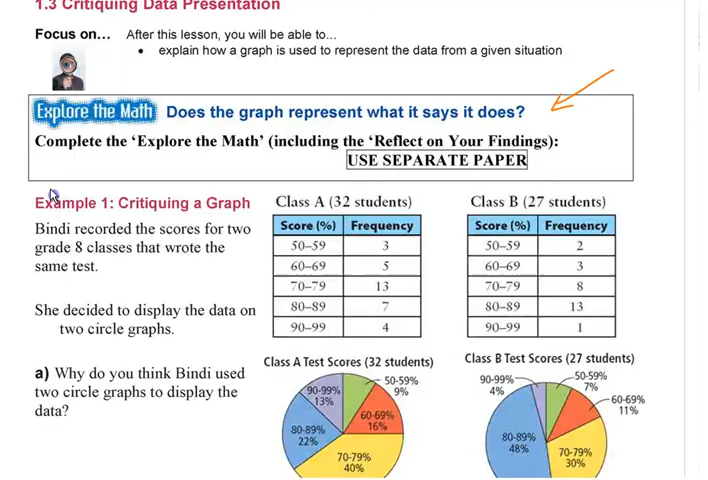 1.3 Critiquing Data Presentation
Focus on... After this lesson, you will be able to...
• explain how a graph is used to represent the data from a given situation
Explore the Math Does the graph represent what it says it does?
Complete the ‘Explore the Math’ (including the ‘Reflect on Your Findings):
USE SEPARATE PAPER
Example 1: Critiquing a Graph
Bindi recorded the scores for two
grade 8 classes that wrote the
same test.
She decided to display the data on
two circle graphs.
a) Why do you think Bindi used
two circle graphs to display the
data?
Class A (32 students)
Score (%) Frequency
50–59 3
60–69 5
70–79 13
80–89 7
90–99 4
Class B (27 students)
Score (%) Frequency
50–59 2
60–69 3
70–79 8
80–89 13
90–99 1
Class A Test Scores (32 students)
50-59%
9%
60-69%
16%
70-79%
40%
80-89%
22%
90-99%
13%
Class B Test Scores (27 students)
50-59%
7%
60-69%
11%
70-79%
30%
80-89%
48%
90-99%
4%